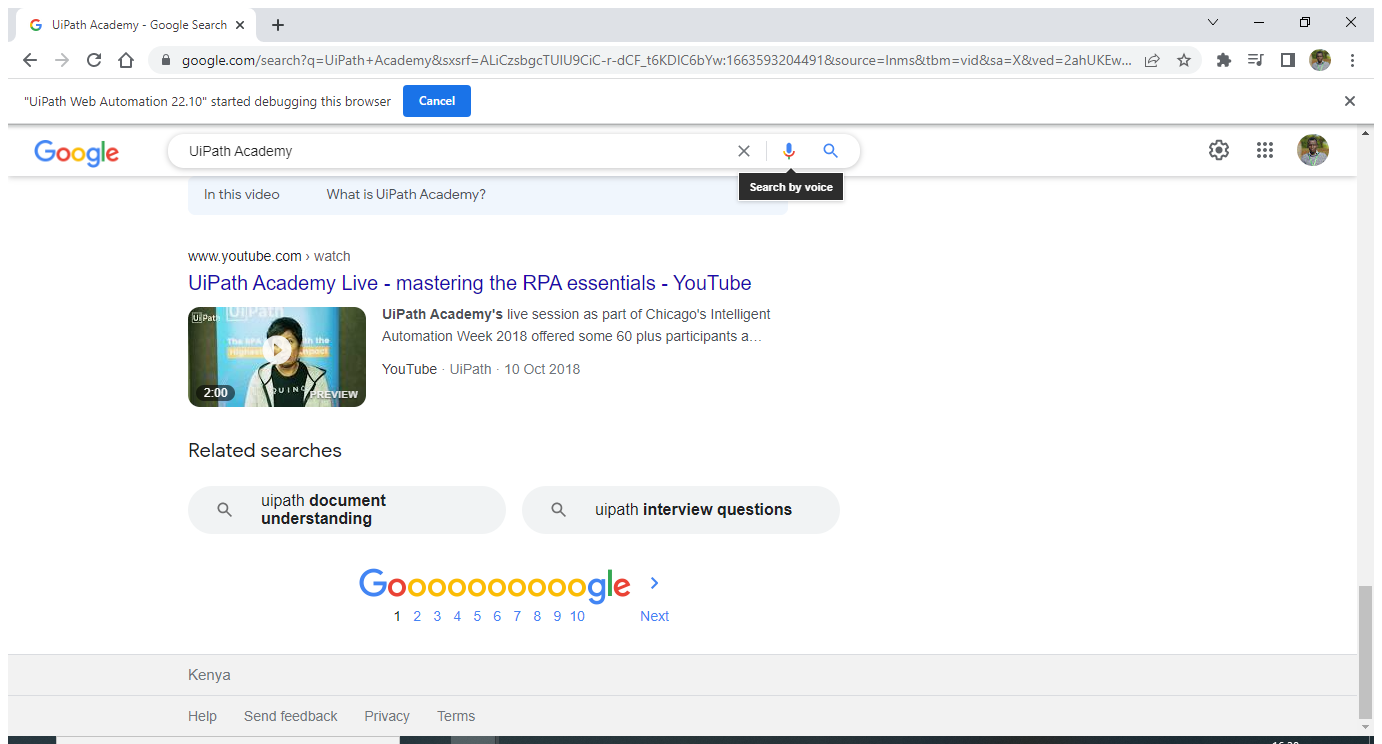 UiPath Academy - Google Search
google.com/search?q=UiPath+Academy&sxsrf=ALiCzsbgcTUIU9CiC-r-dCF_t6KDIC6bYw:1663593204491&source=lnms&tbm=vid&sa=X&ved=2ahUKEw...
"UiPath Web Automation 22.10" started debugging this browser Cancel
Google UiPath Academy
Search by voice
In this video What is UiPath Academy?
www.youtube.com › watch
UiPath Academy Live - mastering the RPA essentials - YouTube
UiPath Academy's live session as part of Chicago's Intelligent
Automation Week 2018 offered some 60 plus participants a…
YouTube · UiPath · 10 Oct 2018
UiPath
2:00 PREVIEW
Related searches
uipath document
understanding
uipath interview questions
Goooooooooogle
1 2 3 4 5 6 7 8 9 10 Next
Kenya
Help Send feedback Privacy Terms